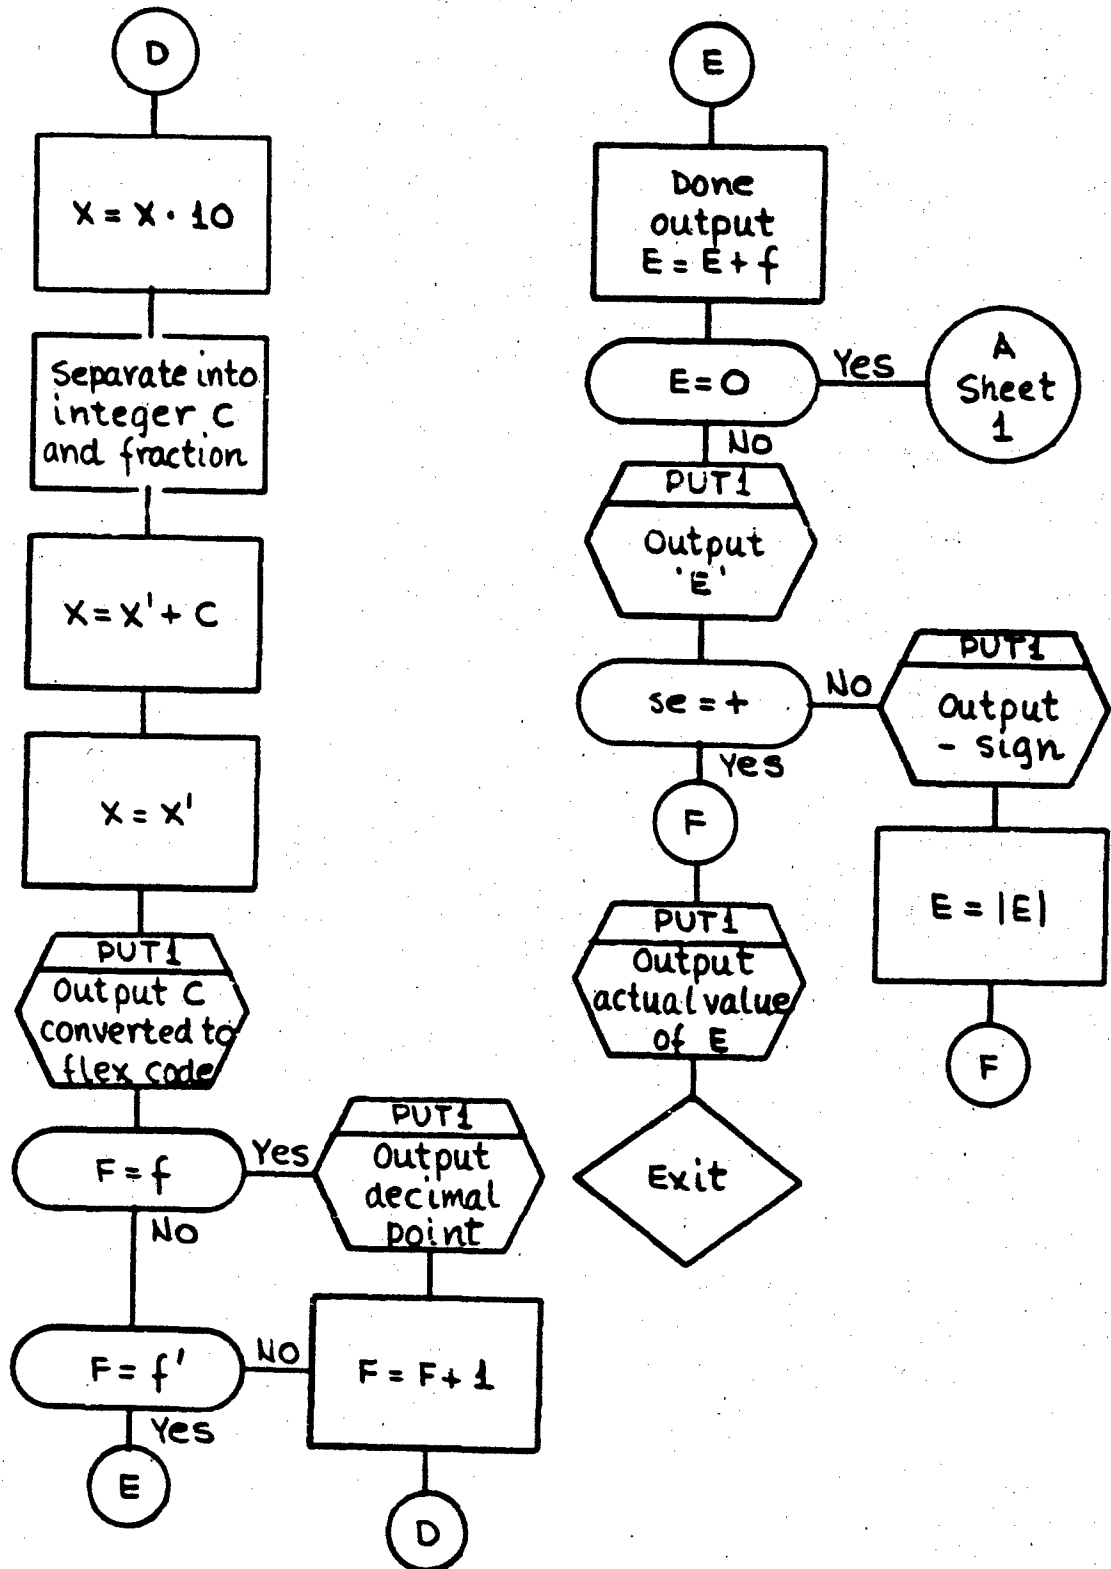 D
X = X · 10
Separate into
integer C
and fraction
X = X' + C
X = X'
PUT1
Output C
converted to
flex code
F = f
Yes
NO
PUT1
Output
decimal
point
F = f'
NO
Yes
F = F + 1
E
D
E
Done
output
E = E + f
E = 0
Yes
A
Sheet
1
NO
PUT1
Output
'E'
se = +
NO
Yes
PUT1
Output
- sign
E = |E|
F
F
PUT1
Output
actual value
of E
Exit